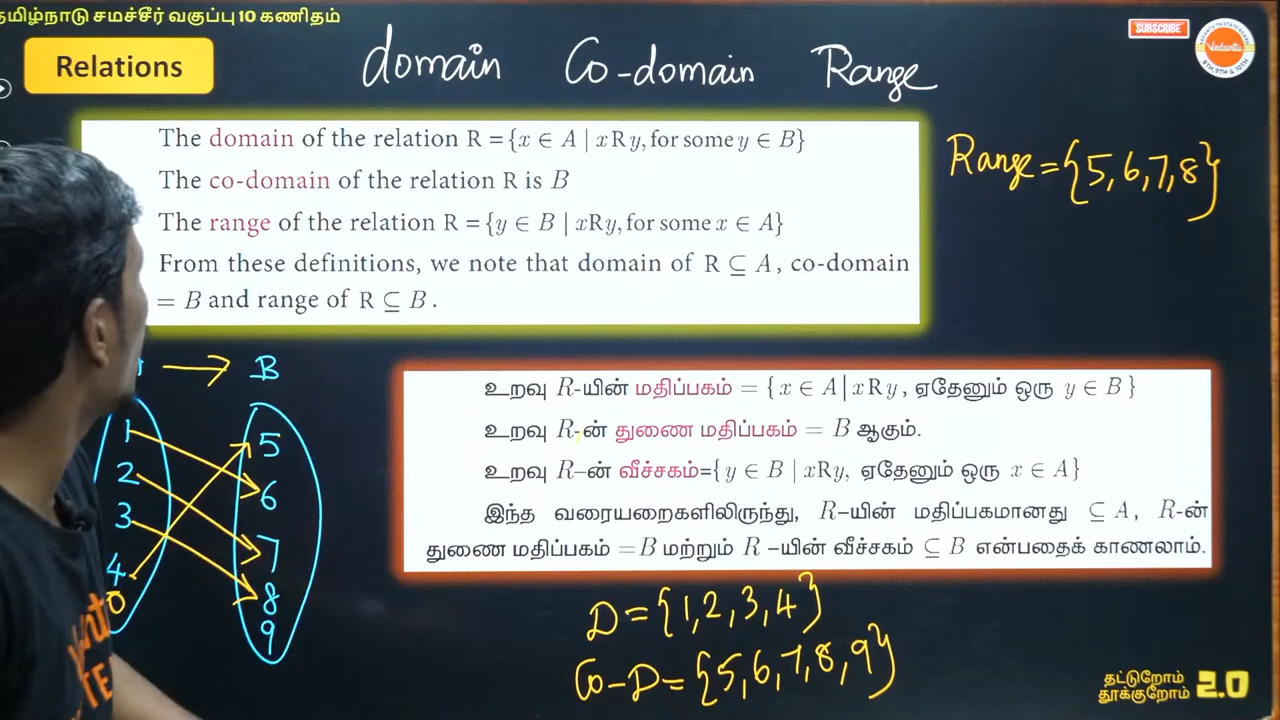 தமிழ்நாடு சமச்சீர் வகுப்பு 10 கணிதம்
SUBSCRIBE
Vedantu
8TH, 9TH & 10TH
Relations
domain Co-domain Range
The domain of the relation R = {x ∈ A | xRy, for some y ∈ B}
The co-domain of the relation R is B
The range of the relation R = {y ∈ B | xRy, for some x ∈ A}
From these definitions, we note that domain of R ⊆ A, co-domain
= B and range of R ⊆ B.
Range = {5, 6, 7, 8}
→ B
1 5
2 6
3 7
4 8
0 9
உறவு R-யின் மதிப்பகம் = { x ∈ A | xRy, ஏதேனும் ஒரு y ∈ B }
உறவு R-ன் துணை மதிப்பகம் = B ஆகும்.
உறவு R–ன் வீச்சகம்={ y ∈ B | xRy, ஏதேனும் ஒரு x ∈ A}
இந்த வரையறைகளிலிருந்து, R–யின் மதிப்பகமானது ⊆ A, R-ன்
துணை மதிப்பகம் =B மற்றும் R –யின் வீச்சகம் ⊆ B என்பதைக் காணலாம்.
D = {1, 2, 3, 4}
Co-D = {5, 6, 7, 8, 9}
தட்டுறோம்
தூக்குறோம் 2.0